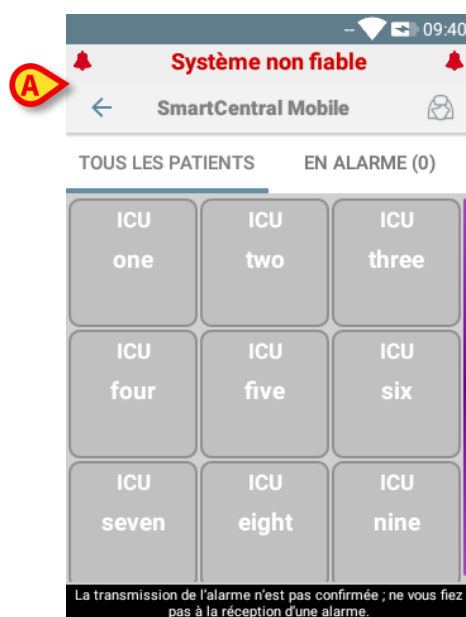 – 09:40
Système non fiable
A
SmartCentral Mobile
TOUS LES PATIENTS EN ALARME (0)
ICU ICU ICU
one two three
ICU ICU ICU
four five six
ICU ICU ICU
seven eight nine
La transmission de l'alarme n'est pas confirmée ; ne vous fiez
pas à la réception d'une alarme.